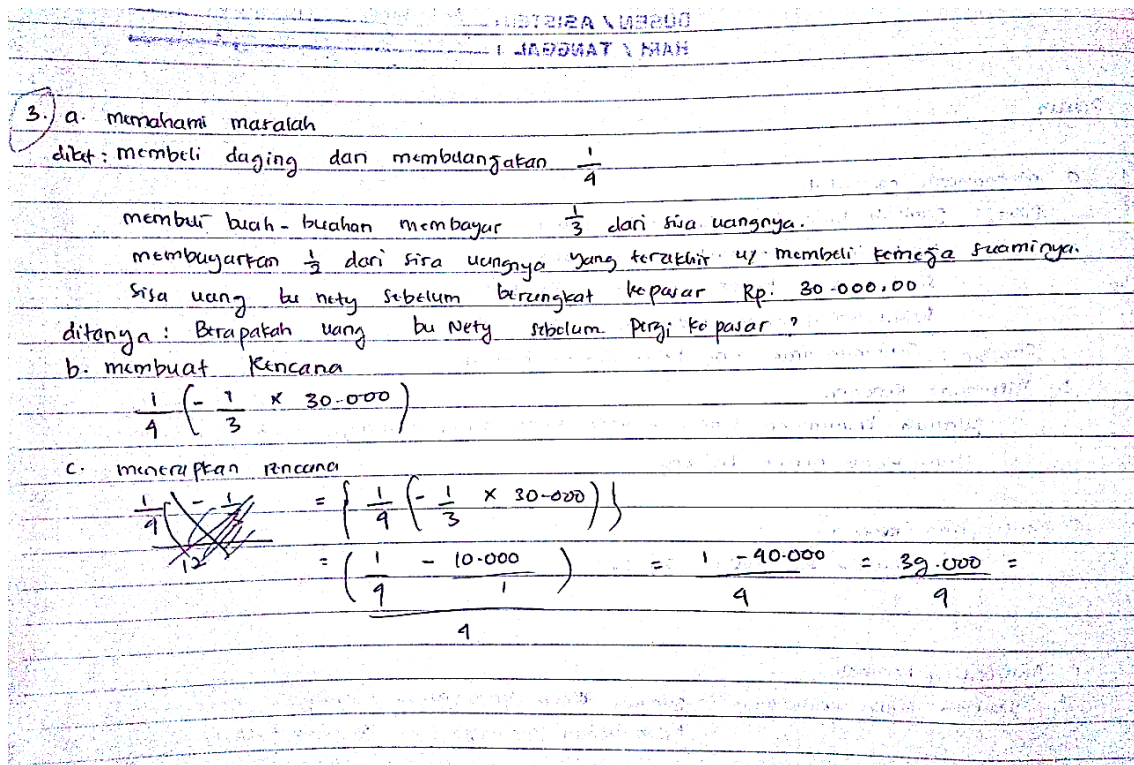 DOSEN / ASISTEN
HARI / TANGGAL :
3. a. memahami masalah
diket : membeli daging dan membelanjakan 1/4
membeli buah - buahan membayar 1/3 dari sisa uangnya.
membayarkan 1/2 dari sisa uangnya yang terakhir u/ membeli kemeja suaminya.
Sisa uang bu nety sebelum berangkat kepasar Rp: 30.000,00
ditanya : Berapakah uang bu Nety sebelum pergi ke pasar ?
b. membuat Rencana
1/4 ( - 1/3 × 30.000 )
c. menerapkan rencana
= { 1/4 ( - 1/3 × 30.000 ) }
= ( 1/4 - 10.000/1 ) / 4 = 1 - 40.000 / 4 = 39.000 / 4 =